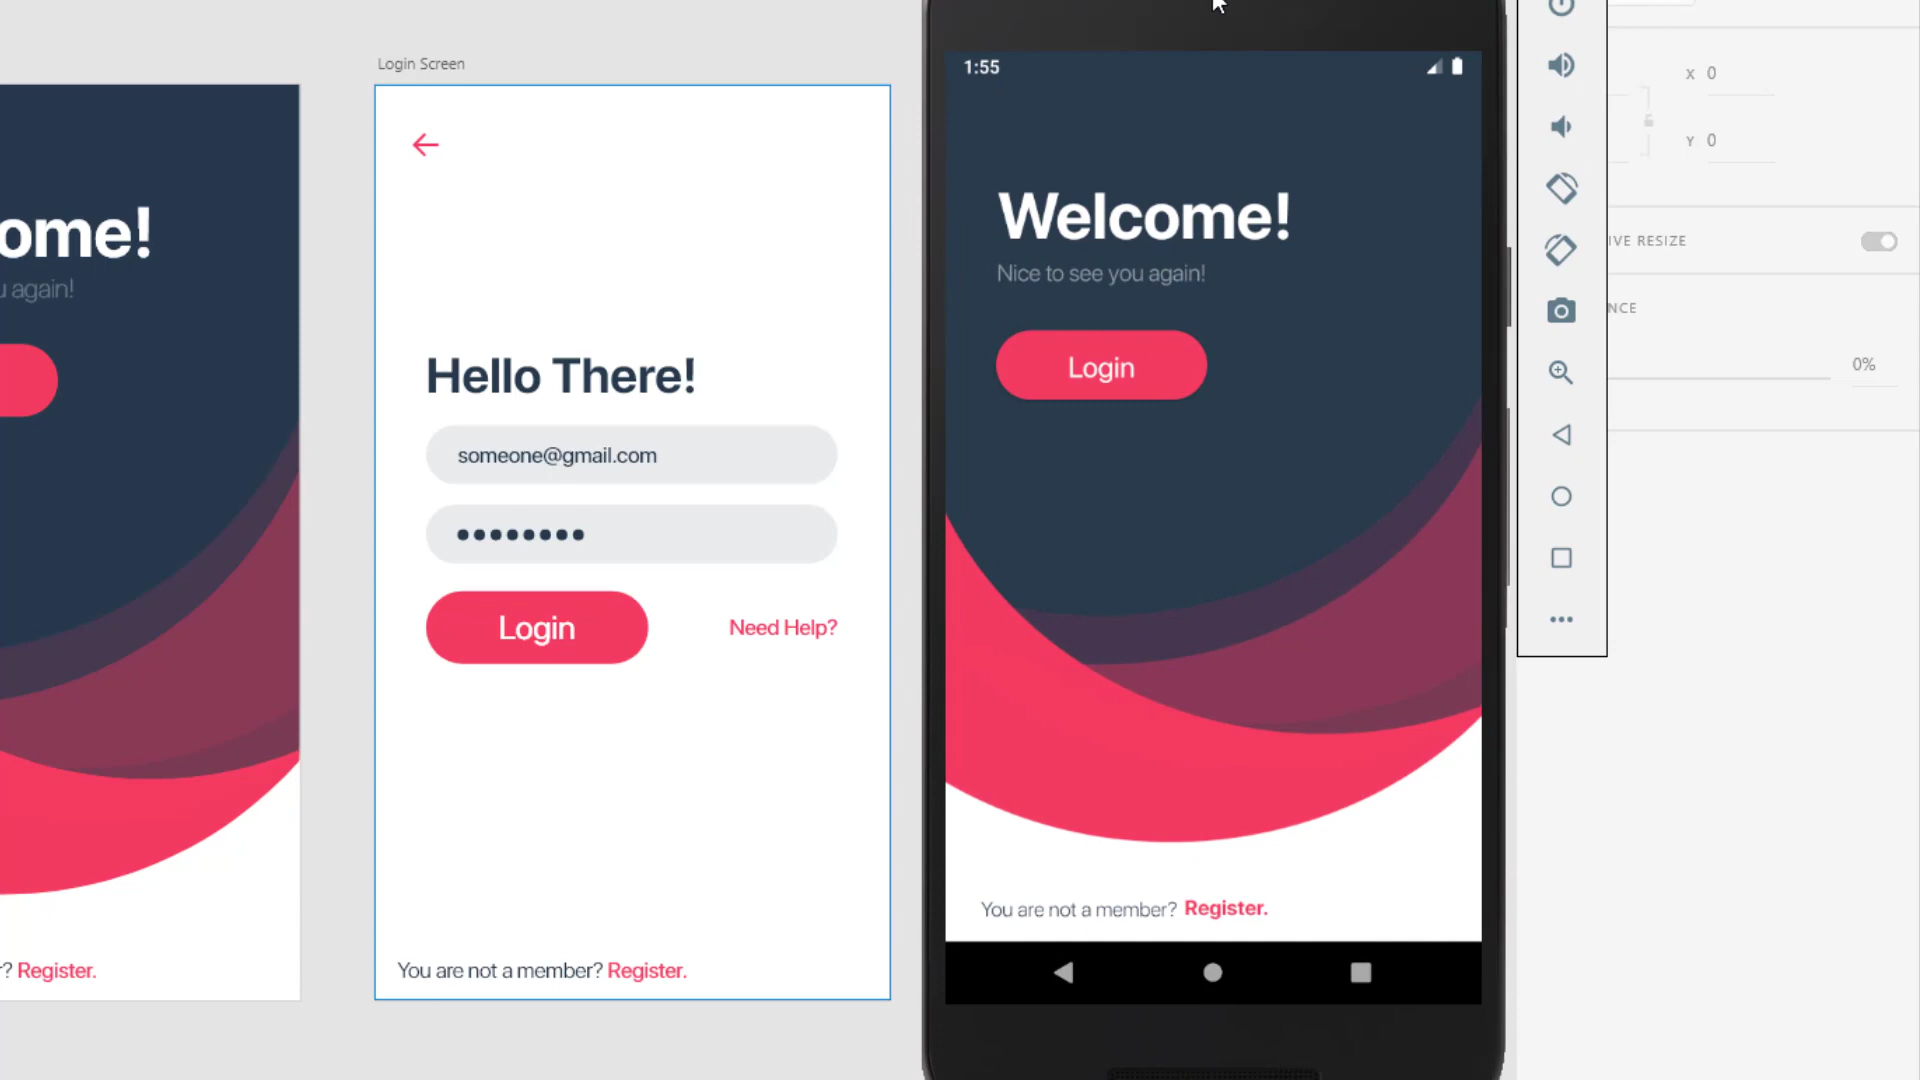 Login Screen
ome!
u again!
? Register.
Hello There!
someone@gmail.com
Login
Need Help?
You are not a member? Register.
1:55
Welcome!
Nice to see you again!
Login
You are not a member? Register.
X 0
Y 0
IVE RESIZE
NCE
0%